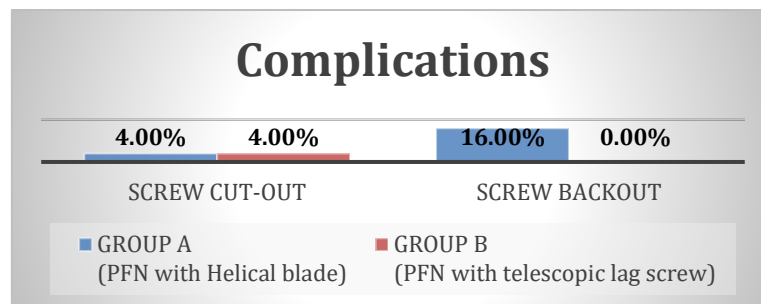 Complications
4.00% 4.00% 16.00% 0.00%
SCREW CUT-OUT SCREW BACKOUT
GROUP A GROUP B
(PFN with Helical blade) (PFN with telescopic lag screw)